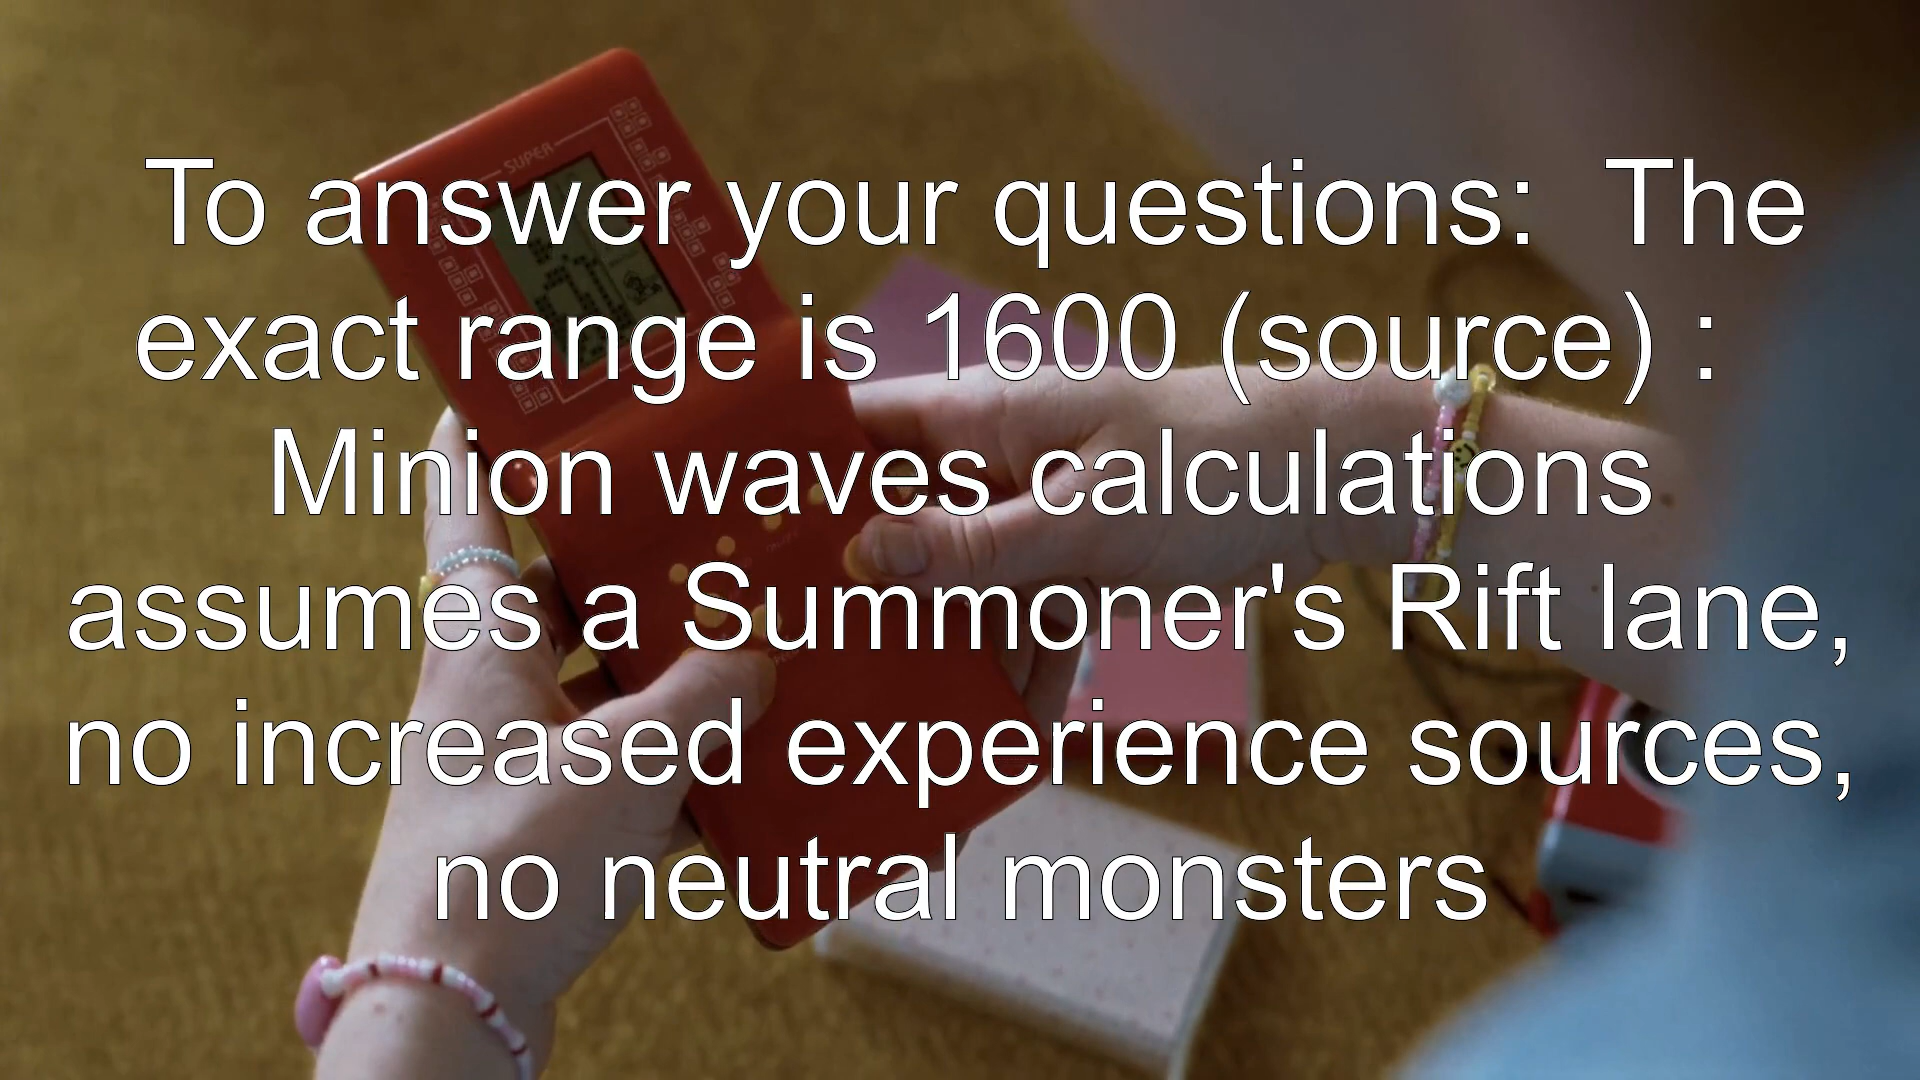 SUPER
To answer your questions:  The
exact range is 1600 (source) :
Minion waves calculations
assumes a Summoner's Rift lane,
no increased experience sources,
no neutral monsters